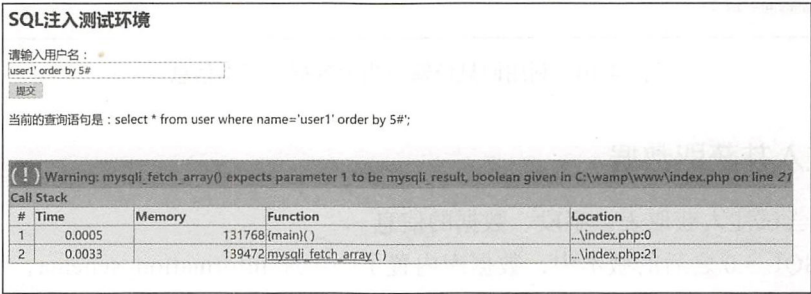 SQL注入测试环境
请输入用户名： *
user1' order by 5#
提交
当前的查询语句是：select * from user where name='user1' order by 5#';
(!) Warning: mysqli_fetch_array() expects parameter 1 to be mysqli_result, boolean given in C:\wamp\www\index.php on line 21
Call Stack
# Time Memory Function Location
1 0.0005 131768 {main}( ) ...\index.php:0
2 0.0033 139472 mysqli_fetch_array ( ) ...\index.php:21